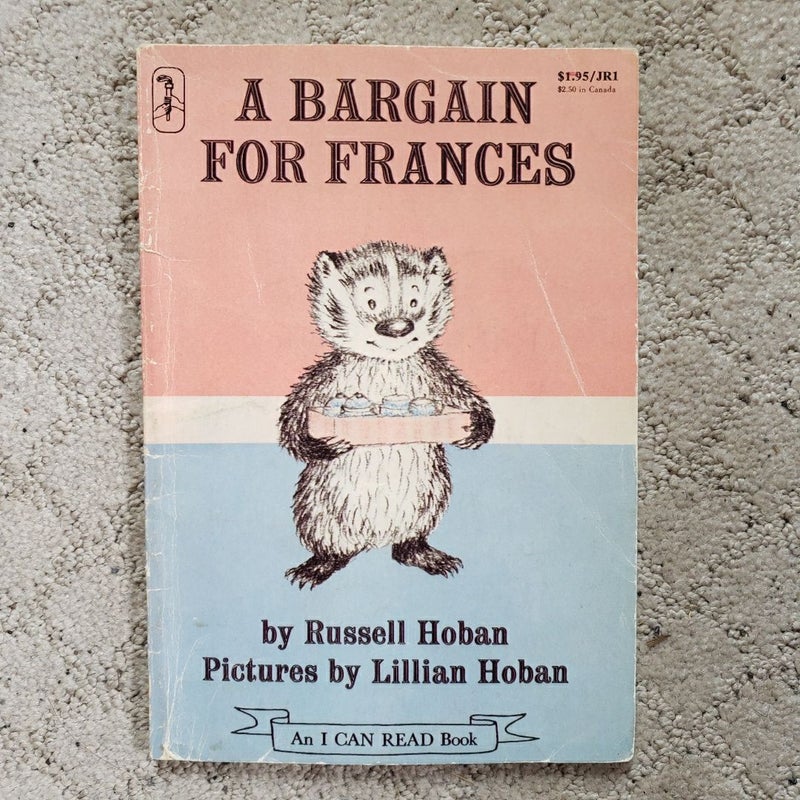 A BARGAIN
FOR FRANCES
$1.95/JR1
$2.50 in Canada
by Russell Hoban
Pictures by Lillian Hoban
An I CAN READ Book